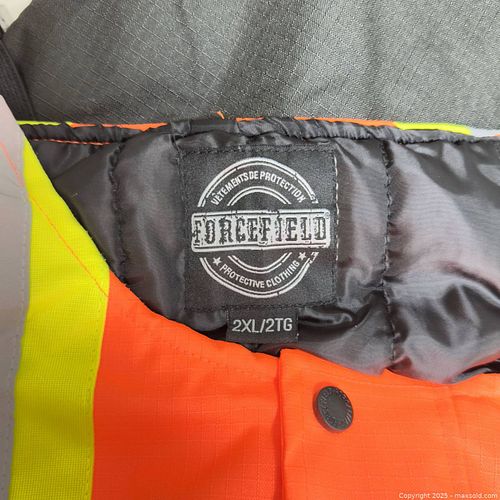 VÊTEMENTS DE PROTECTION
FORCEFIELD
PROTECTIVE CLOTHING
2XL/2TG
Copyright © 2025 - maxsold.com